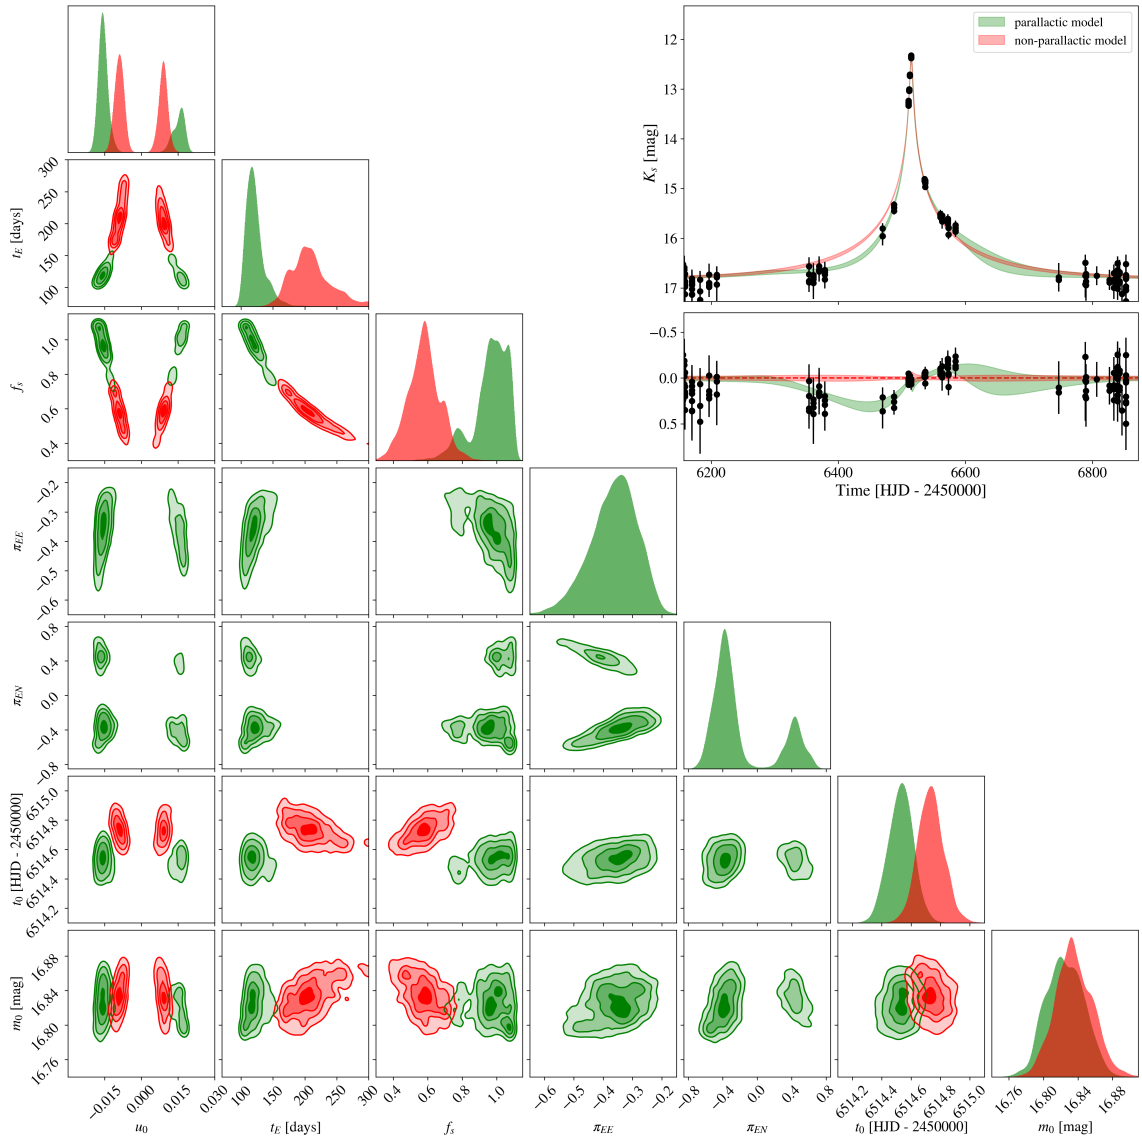 parallactic model
non-parallactic model
K_s [mag]
12
13
14
15
16
17
−0.5
0.0
0.5
6200
6400
6600
6800
Time [HJD - 2450000]
t_E [days]
300
250
200
150
100
f_s
1.0
0.8
0.6
0.4
π_EE
−0.2
−0.3
−0.4
−0.5
−0.6
π_EN
0.8
0.4
0.0
−0.4
−0.8
t_0 [HJD - 2450000]
6515.0
6514.8
6514.6
6514.4
6514.2
m_0 [mag]
16.88
16.84
16.80
16.76
−0.015 0.000 0.015 0.030
u_0
100 150 200 250 300
t_E [days]
0.4 0.6 0.8 1.0
f_s
−0.6 −0.5 −0.4 −0.3 −0.2
π_EE
−0.8 −0.4 0.0 0.4 0.8
π_EN
6514.2 6514.4 6514.6 6514.8 6515.0
t_0 [HJD - 2450000]
16.76 16.80 16.84 16.88
m_0 [mag]